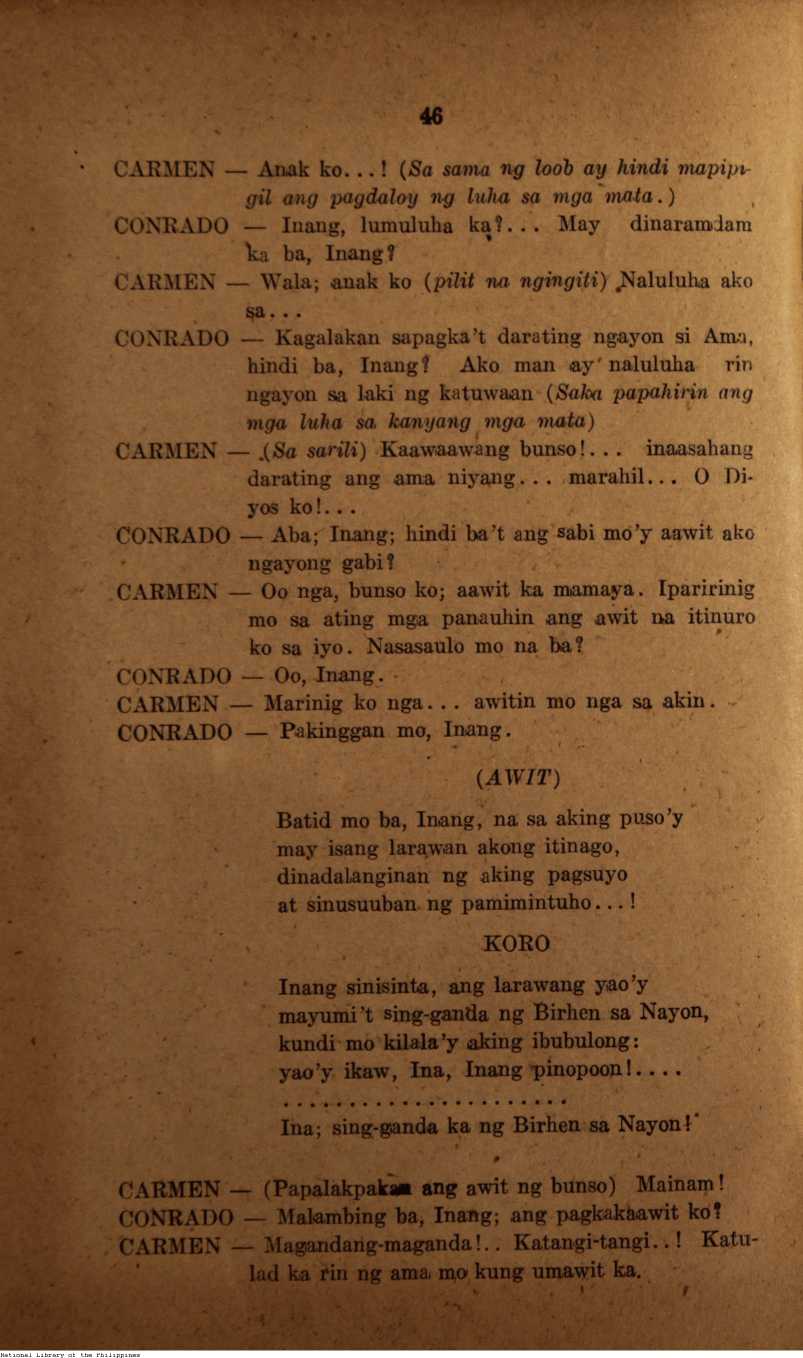 46
CARMEN — Anak ko...! (Sa sama ng loob ay hindi mapipi-
gil ang pagdaloy ng luha sa mga mata.)
CONRADO — Inang, lumuluha ka?... May dinaramdam
ka ba, Inang?
CARMEN — Wala; anak ko (pilit na ngingiti) Naluluha ako
sa...
CONRADO — Kagalakan sapagka't darating ngayon si Ama,
hindi ba, Inang? Ako man ay naluluha rin
ngayon sa laki ng katuwaan (Saka papahirin ang
mga luha sa kanyang mga mata)
CARMEN — (Sa sarili) Kaawaawang bunso!... inaasahang
darating ang ama niyang... marahil... O Di-
yos ko!...
CONRADO — Aba; Inang; hindi ba't ang sabi mo'y aawit ako
ngayong gabi?
CARMEN — Oo nga, bunso ko; aawit ka mamaya. Iparirinig
mo sa ating mga panauhin ang awit na itinuro
ko sa iyo. Nasasaulo mo na ba?
CONRADO — Oo, Inang.
CARMEN — Marinig ko nga... awitin mo nga sa akin.
CONRADO — Pakinggan mo, Inang.
(AWIT)
Batid mo ba, Inang, na sa aking puso'y
may isang larawan akong itinago,
dinadalanginan ng aking pagsuyo
at sinusuuban ng pamimintuho...!
KORO
Inang sinisinta, ang larawang yao'y
mayumi't sing-ganda ng Birhen sa Nayon,
kundi mo kilala'y aking ibubulong:
yao'y ikaw, Ina, Inang pinopoon!....
......................
Ina; sing-ganda ka ng Birhen sa Nayon!
CARMEN — (Papalakpakan ang awit ng bunso) Mainam!
CONRADO — Malambing ba, Inang; ang pagkakaawit ko?
CARMEN — Magandang-maganda!.. Katangi-tangi..! Katu-
lad ka rin ng ama mo kung umawit ka.
National Library of the Philippines